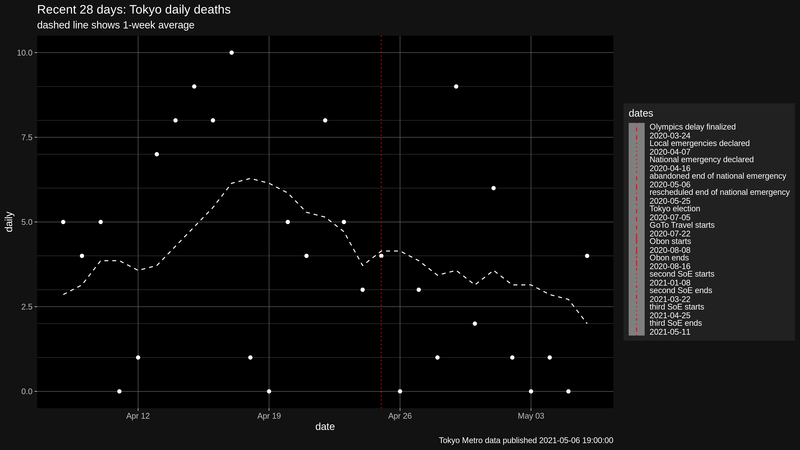 Recent 28 days: Tokyo daily deaths
dashed line shows 1-week average
10.0
7.5
5.0
2.5
0.0
daily
Apr 12
Apr 19
Apr 26
May 03
date
Tokyo Metro data published 2021-05-06 19:00:00
dates
Olympics delay finalized
2020-03-24
Local emergencies declared
2020-04-07
National emergency declared
2020-04-16
abandoned end of national emergency
2020-05-06
rescheduled end of national emergency
2020-05-25
Tokyo election
2020-07-05
GoTo Travel starts
2020-07-22
Obon starts
2020-08-08
Obon ends
2020-08-16
second SoE starts
2021-01-08
second SoE ends
2021-03-22
third SoE starts
2021-04-25
third SoE ends
2021-05-11